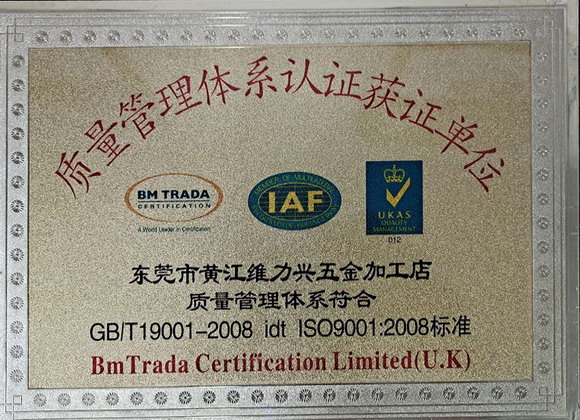 质量管理体系认证获证单位
BM TRADA
CERTIFICATION
A World Leader in Certification
MEMBER OF MULTILATERAL
IAF
UKAS
QUALITY
MANAGEMENT
012
东莞市黄江维力兴五金加工店
质量管理体系符合
GB/T19001-2008 idt ISO9001:2008标准
BmTrada Certification Limited(U.K)